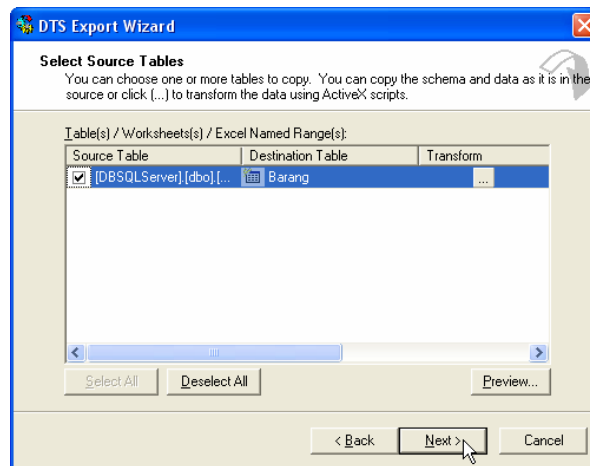 DTS Export Wizard
Select Source Tables
You can choose one or more tables to copy. You can copy the schema and data as it is in the
source or click (...) to transform the data using ActiveX scripts.
Table(s) / Worksheets(s) / Excel Named Range(s):
Source Table Destination Table Transform
[DBSQLServer].[dbo].[... Barang ...
Select All Deselect All Preview...
< Back Next > Cancel